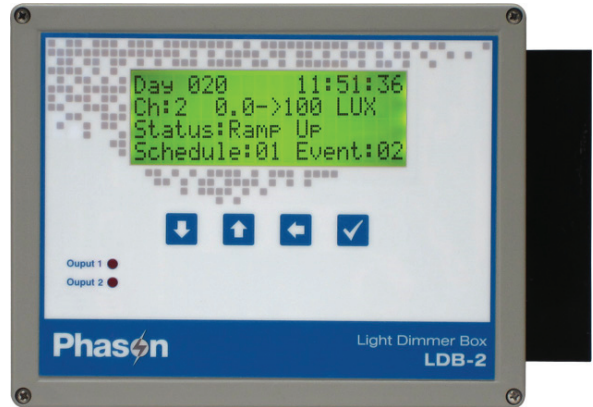 Day 020 11:51:36
Ch:2 0.0->100 LUX
Status:Ramp Up
Schedule:01 Event:02
Ouput 1
Ouput 2
Phason
Light Dimmer Box
LDB-2